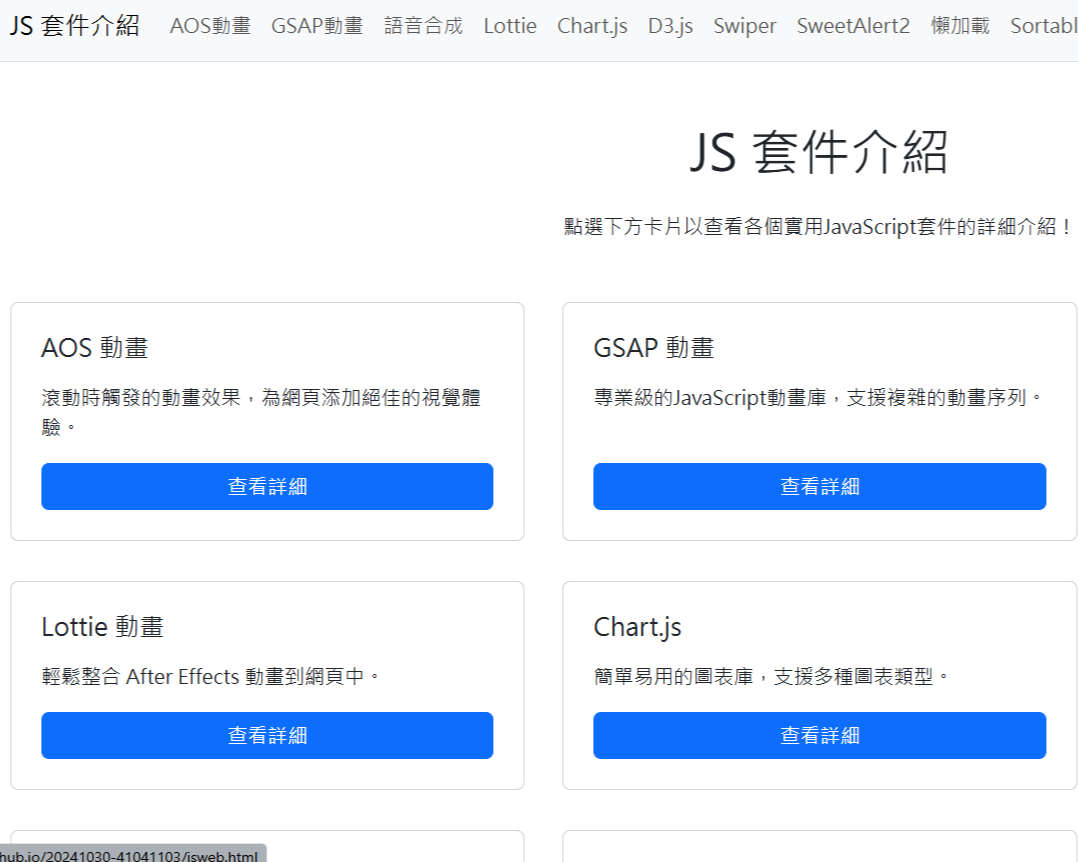 JS 套件介紹 AOS動畫 GSAP動畫 語音合成 Lottie Chart.js D3.js Swiper SweetAlert2 懶加載 Sortabl
JS 套件介紹
點選下方卡片以查看各個實用JavaScript套件的詳細介紹！
AOS 動畫
滾動時觸發的動畫效果，為網頁添加絕佳的視覺體
驗。
查看詳細
GSAP 動畫
專業級的JavaScript動畫庫，支援複雜的動畫序列。
查看詳細
Lottie 動畫
輕鬆整合 After Effects 動畫到網頁中。
查看詳細
Chart.js
簡單易用的圖表庫，支援多種圖表類型。
查看詳細
hub.io/20241030-41041103/jsweb.html